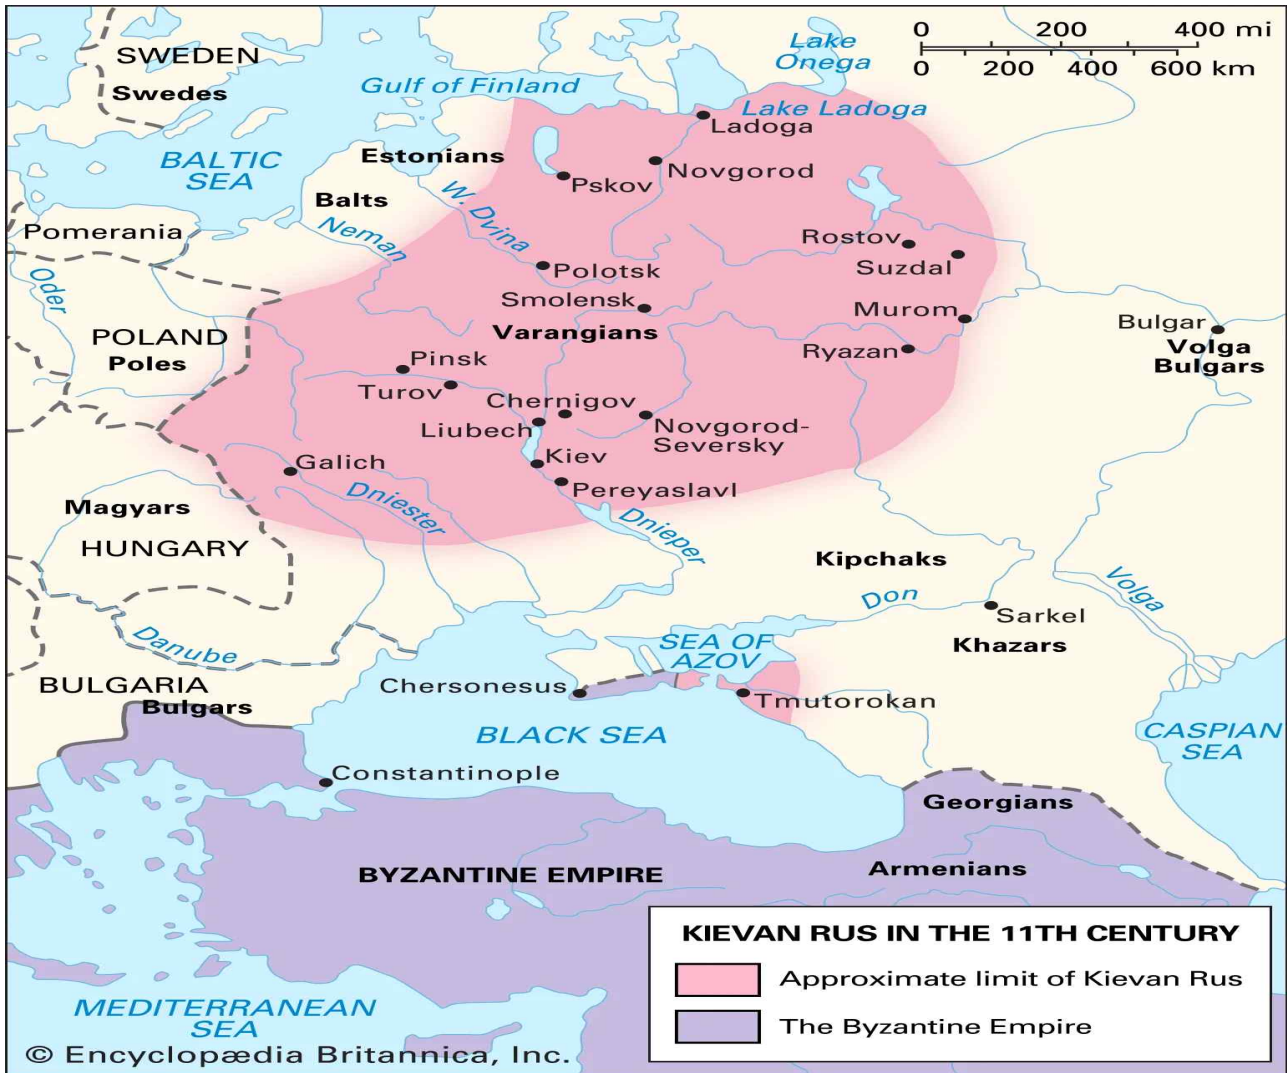 SWEDEN
Swedes
Gulf of Finland
Lake
Onega
0 200 400 mi
0 200 400 600 km
Lake Ladoga
Ladoga
BALTIC
SEA
Estonians
Balts
Pskov
Novgorod
W. Dvina
Neman
Pomerania
Oder
Rostov
Suzdal
Polotsk
Smolensk
Varangians
Murom
Ryazan
Bulgar
Volga
Bulgars
POLAND
Poles
Pinsk
Turov
Chernigov
Liubech
Novgorod-
Seversky
Kiev
Galich
Pereyaslavl
Dniester
Dnieper
Magyars
HUNGARY
Kipchaks
Don
Volga
Sarkel
Khazars
Danube
SEA OF
AZOV
BULGARIA
Bulgars
Chersonesus
Tmutorokan
BLACK SEA
CASPIAN
SEA
Constantinople
Georgians
BYZANTINE EMPIRE
Armenians
MEDITERRANEAN
SEA
KIEVAN RUS IN THE 11TH CENTURY
Approximate limit of Kievan Rus
The Byzantine Empire
© Encyclopædia Britannica, Inc.